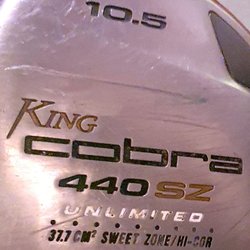 10.5
KING
cobra
440 SZ
UNLIMITED
37.7 CM² SWEET ZONE/HI-COR